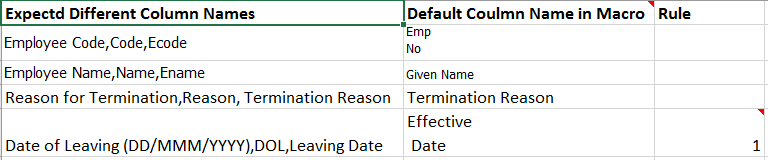 Expectd Different Column Names Default Coulmn Name in Macro Rule
Employee Code,Code,Ecode Emp
No
Employee Name,Name,Ename Given Name
Reason for Termination,Reason, Termination Reason Termination Reason
Effective
Date of Leaving (DD/MMM/YYYY),DOL,Leaving Date Date 1